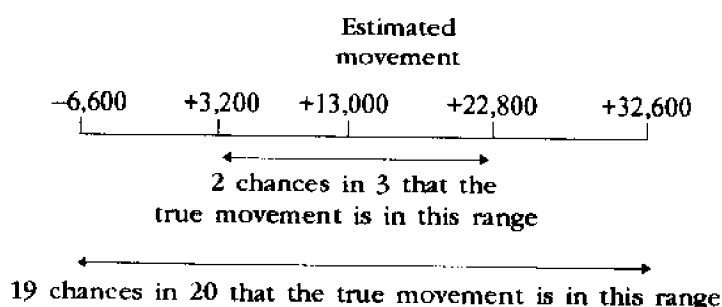 Estimated
movement
–6,600 +3,200 +13,000 +22,800 +32,600
2 chances in 3 that the
true movement is in this range
19 chances in 20 that the true movement is in this range